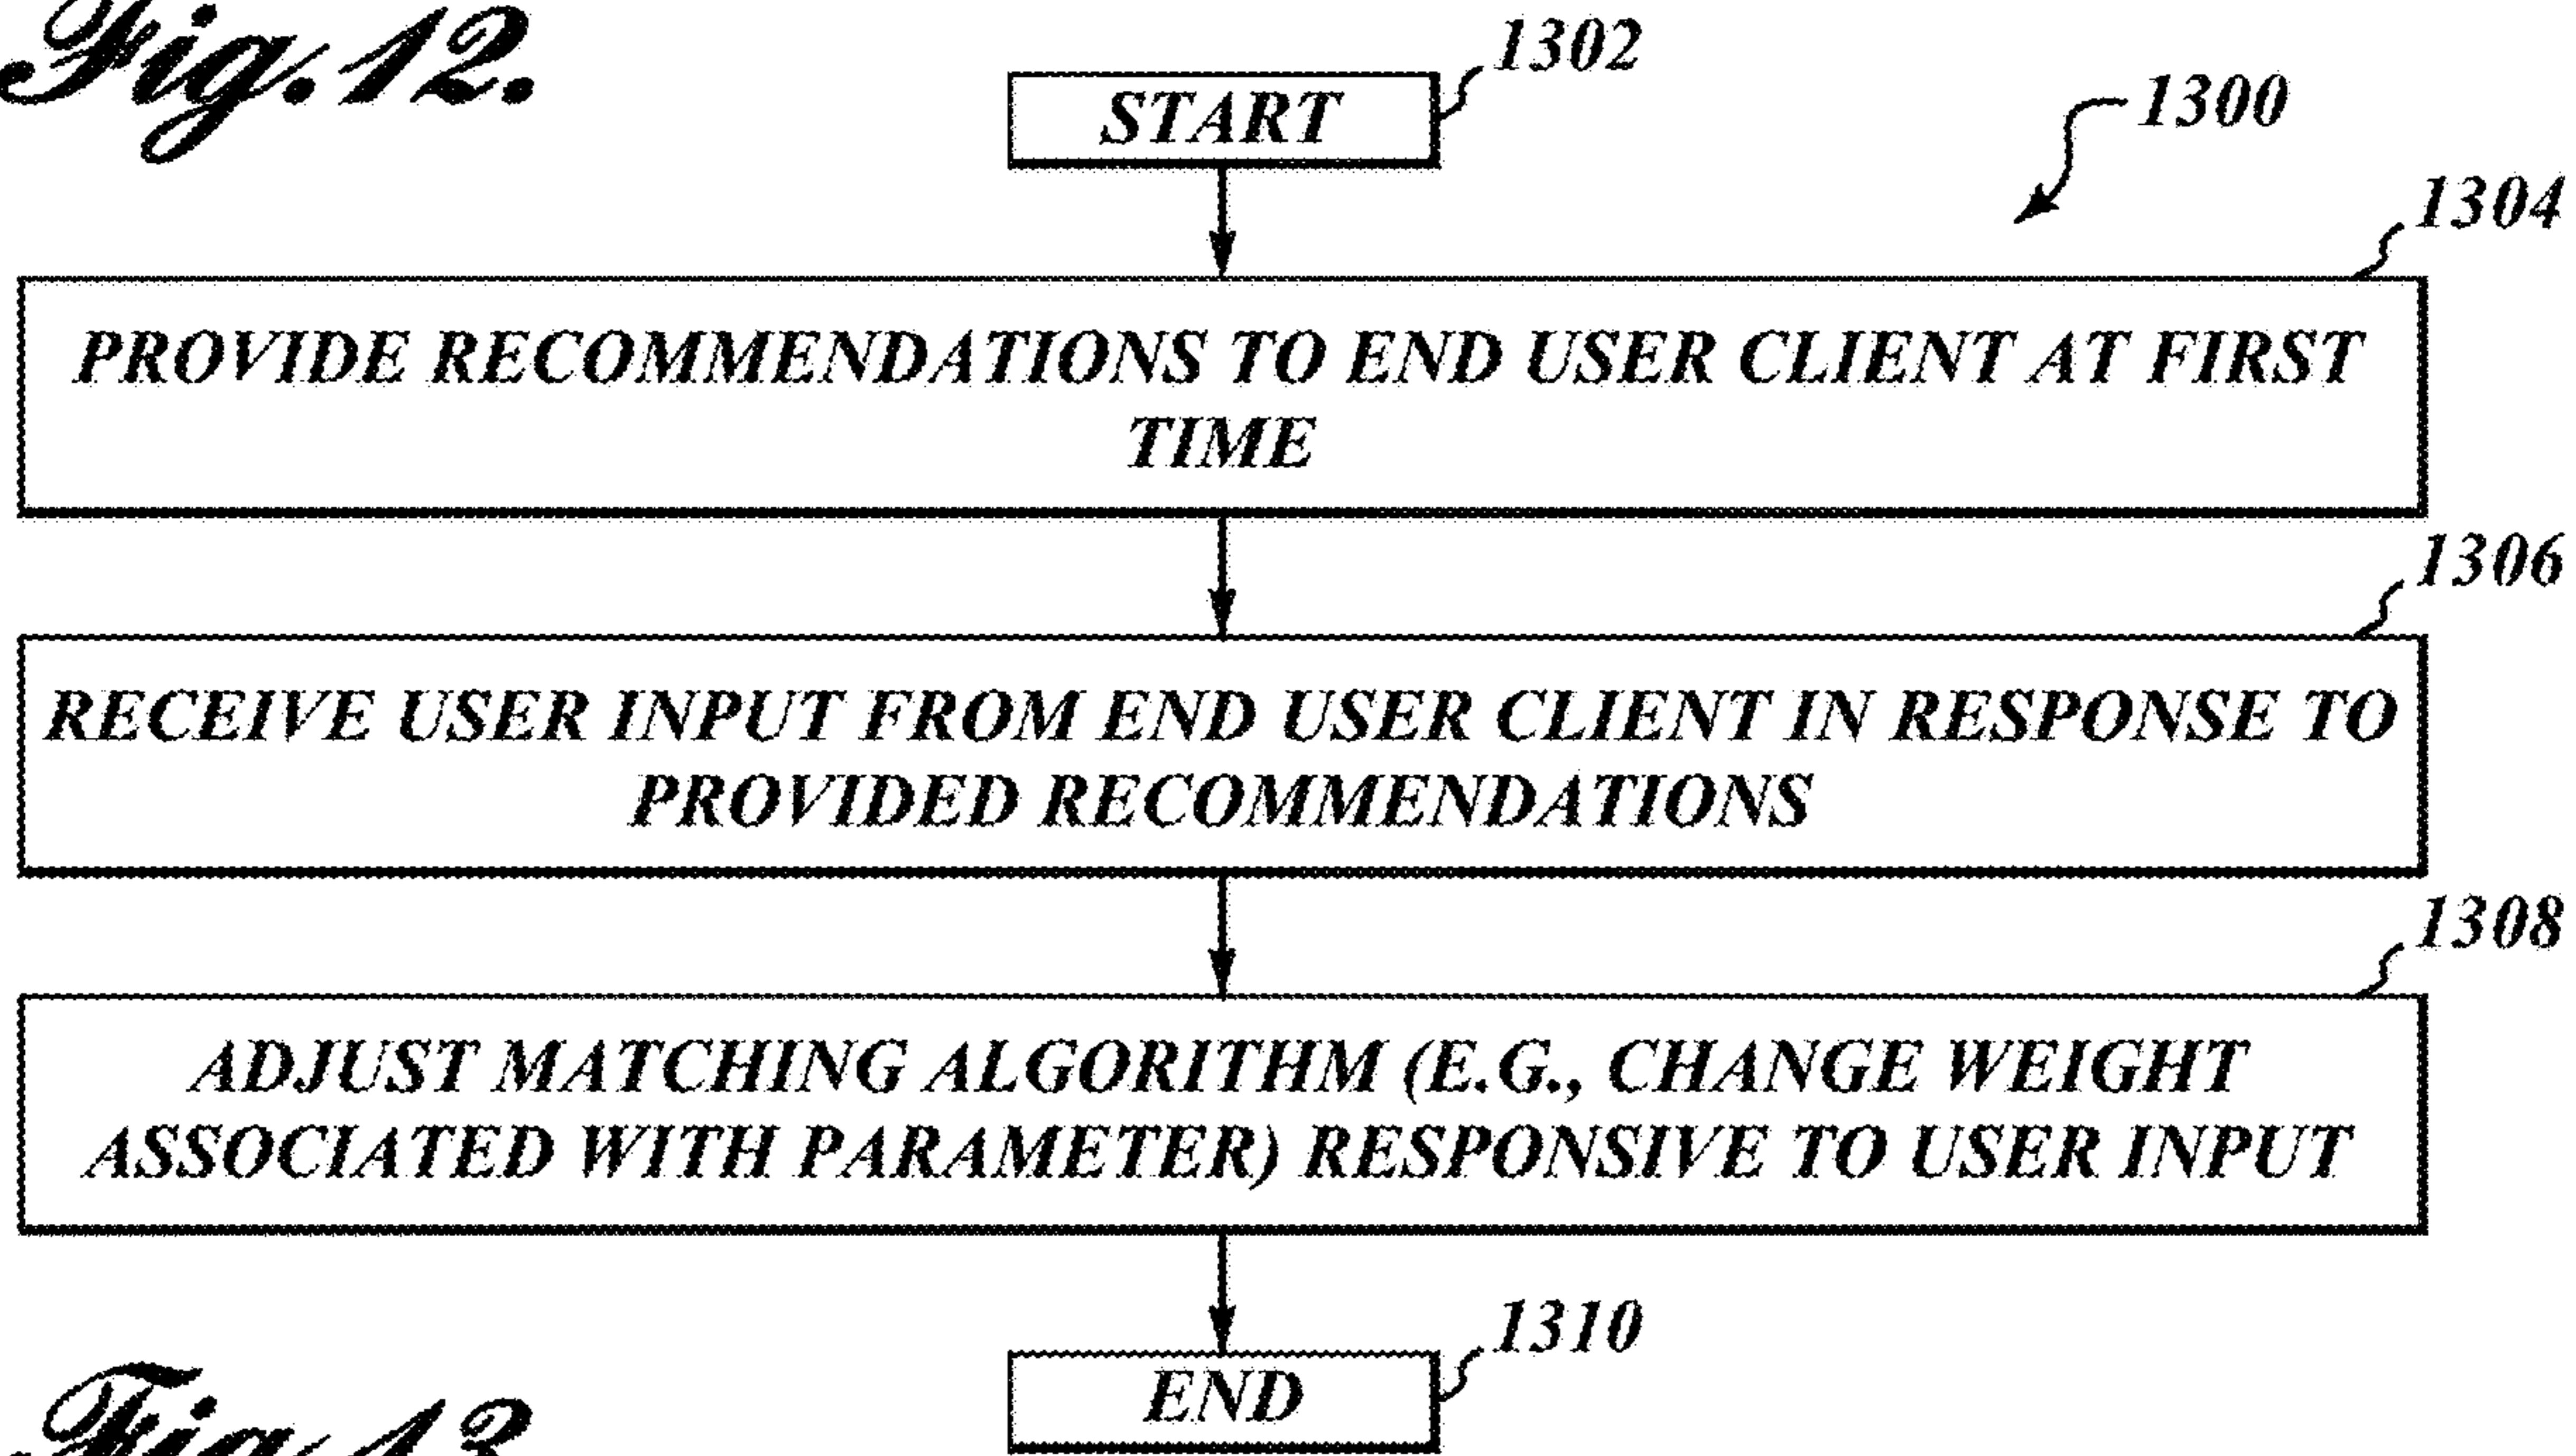 Fig.12.
1302
START
1300
1304
PROVIDE RECOMMENDATIONS TO END USER CLIENT AT FIRST
TIME
1306
RECEIVE USER INPUT FROM END USER CLIENT IN RESPONSE TO
PROVIDED RECOMMENDATIONS
1308
ADJUST MATCHING ALGORITHM (E.G., CHANGE WEIGHT
ASSOCIATED WITH PARAMETER) RESPONSIVE TO USER INPUT
1310
END
Fig.13.